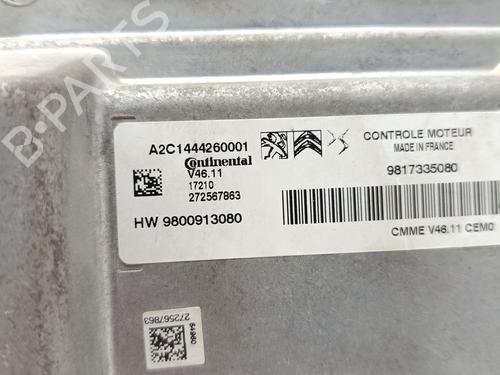 B-PARTS
A2C1444260001
Continental
V46.11
17210
272567863
HW 9800913080
CONTROLE MOTEUR
MADE IN FRANCE
9817335080
CMME V46.11 CEM0
272567863